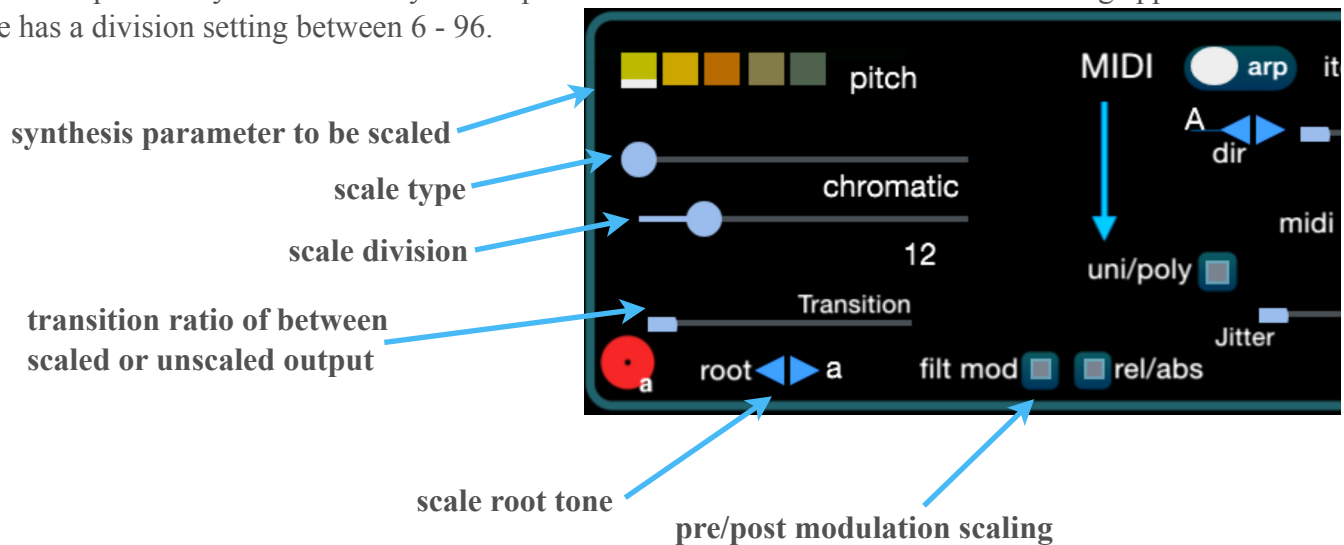 e has a division setting between 6 - 96.
pitch
MIDI
arp
synthesis parameter to be scaled
A
dir
scale type
chromatic
midi
scale division
12
uni/poly
transition ratio of between
scaled or unscaled output
Transition
Jitter
a
root
a
filt mod
rel/abs
scale root tone
pre/post modulation scaling